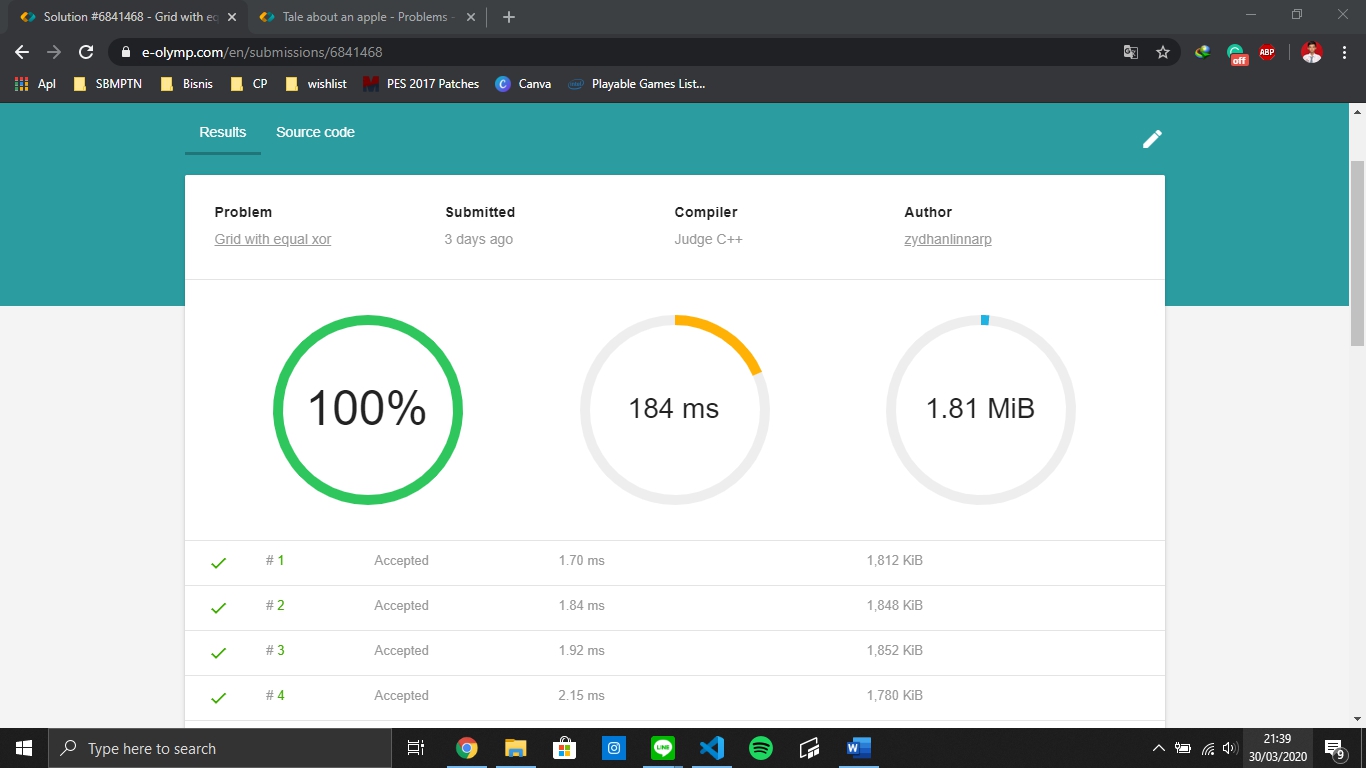 Solution #6841468 - Grid with eq
Tale about an apple - Problems -
e-olymp.com/en/submissions/6841468
off
ABP
Apl
SBMPTN
Bisnis
CP
wishlist
PES 2017 Patches
Canva
Playable Games List...
Results
Source code
Problem Submitted Compiler Author
Grid with equal xor 3 days ago Judge C++ zydhanlinnarp
100% 184 ms 1.81 MiB
# 1 Accepted 1.70 ms 1,812 KiB
# 2 Accepted 1.84 ms 1,848 KiB
# 3 Accepted 1.92 ms 1,852 KiB
# 4 Accepted 2.15 ms 1,780 KiB
Type here to search
LINE
21:39
30/03/2020
9